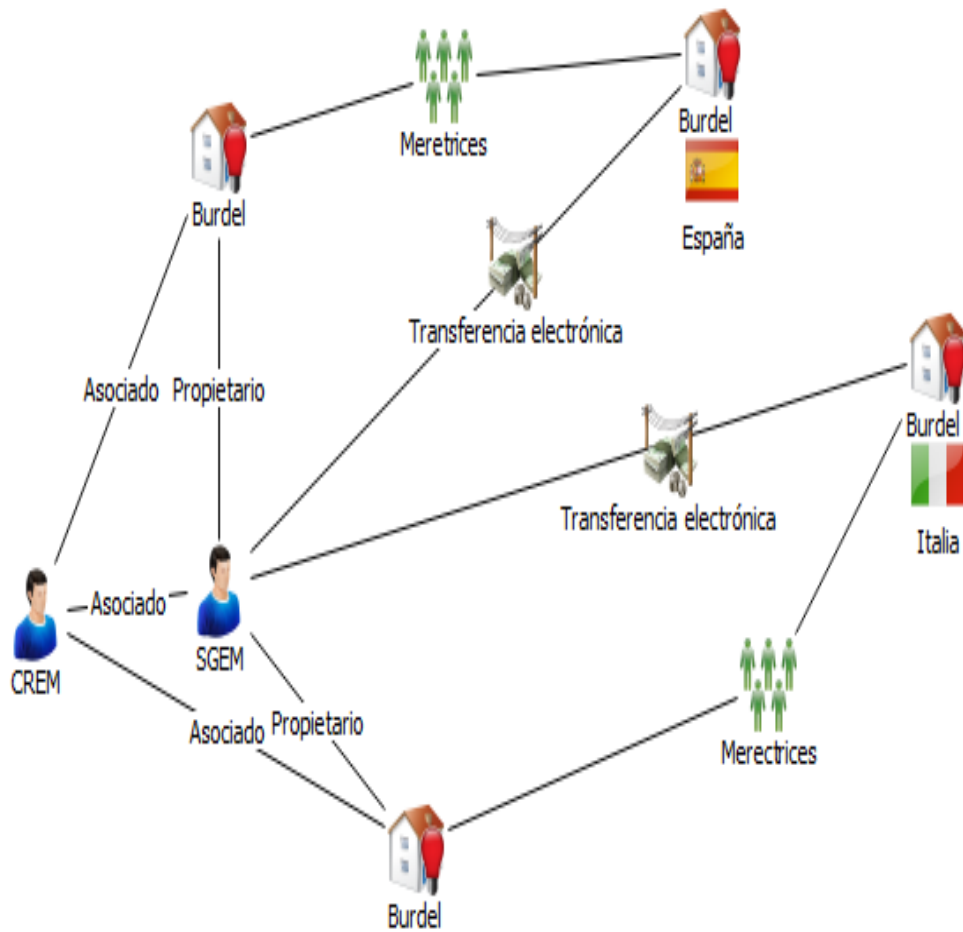 Burdel
Meretrices
Burdel
España
Transferencia electrónica
Asociado
Propietario
Burdel
Transferencia electrónica
Italia
Asociado
SGEM
CREM
Asociado
Propietario
Merectrices
Burdel